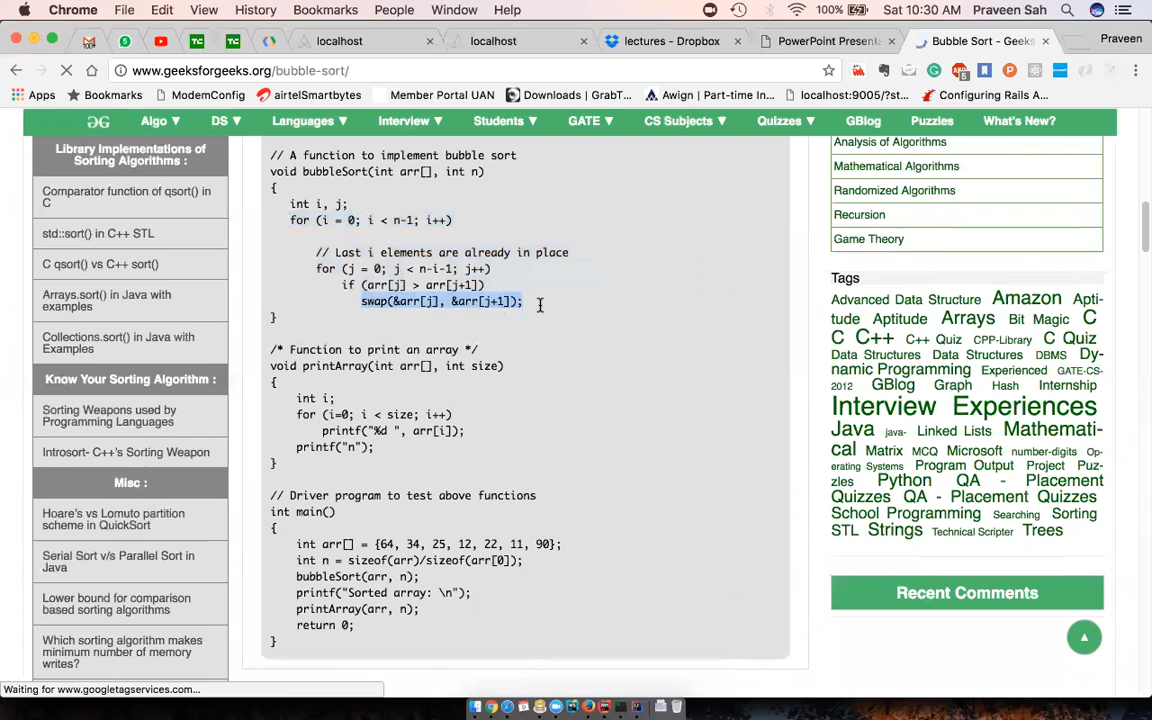 Chrome File Edit View History Bookmarks People Window Help 100% Sat 10:30 AM Praveen Sah
localhost localhost lectures - Dropbox PowerPoint Present Bubble Sort - Geeks Praveen
www.geeksforgeeks.org/bubble-sort/
Apps Bookmarks ModemConfig airtelSmartbytes Member Portal UAN Downloads | GrabT... Awign | Part-time In... localhost:9005/?st... Configuring Rails A...
Algo ▼ DS ▼ Languages ▼ Interview ▼ Students ▼ GATE ▼ CS Subjects ▼ Quizzes ▼ GBlog Puzzles What's New?
Library Implementations of
Sorting Algorithms :
Comparator function of qsort() in
C
std::sort() in C++ STL
C qsort() vs C++ sort()
Arrays.sort() in Java with
examples
Collections.sort() in Java with
Examples
Know Your Sorting Algorithm :
Sorting Weapons used by
Programming Languages
Introsort- C++'s Sorting Weapon
Misc :
Hoare's vs Lomuto partition
scheme in QuickSort
Serial Sort v/s Parallel Sort in
Java
Lower bound for comparison
based sorting algorithms
Which sorting algorithm makes
minimum number of memory
writes?
// A function to implement bubble sort
void bubbleSort(int arr[], int n)
{
int i, j;
for (i = 0; i < n-1; i++)
// Last i elements are already in place
for (j = 0; j < n-i-1; j++)
if (arr[j] > arr[j+1])
swap(&arr[j], &arr[j+1]);
}
/* Function to print an array */
void printArray(int arr[], int size)
{
int i;
for (i=0; i < size; i++)
printf("%d ", arr[i]);
printf("n");
}
// Driver program to test above functions
int main()
{
int arr[] = {64, 34, 25, 12, 22, 11, 90};
int n = sizeof(arr)/sizeof(arr[0]);
bubbleSort(arr, n);
printf("Sorted array: \n");
printArray(arr, n);
return 0;
}
Analysis of Algorithms
Mathematical Algorithms
Randomized Algorithms
Recursion
Game Theory
Tags
Advanced Data Structure Amazon Apti-
tude Aptitude Arrays Bit Magic C
C C++ C++ Quiz CPP-Library C Quiz
Data Structures Data Structures DBMS Dy-
namic Programming Experienced GATE-CS-
2012 GBlog Graph Hash Internship
Interview Experiences
Java java- Linked Lists Mathemati-
cal Matrix MCQ Microsoft number-digits Op-
erating Systems Program Output Project Puz-
zles Python QA - Placement
Quizzes QA - Placement Quizzes
School Programming Searching Sorting
STL Strings Technical Scripter Trees
Recent Comments
Waiting for www.googletagservices.com...